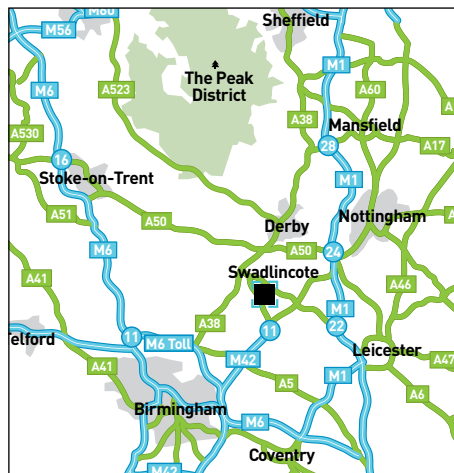 M60
Sheffield
M56
M1
The Peak
District
M6
A523
A60
A38
Mansfield
A530
A17
28
16
M1
Stoke-on-Trent
A51
A50
Derby
Nottingham
M6
A50
24
A41
Swadlincote
A46
M1
A38
11
22
11
M6 Toll
Telford
M42
Leicester
A47
A41
M1
A5
A6
Birmingham
M6
Coventry
M42